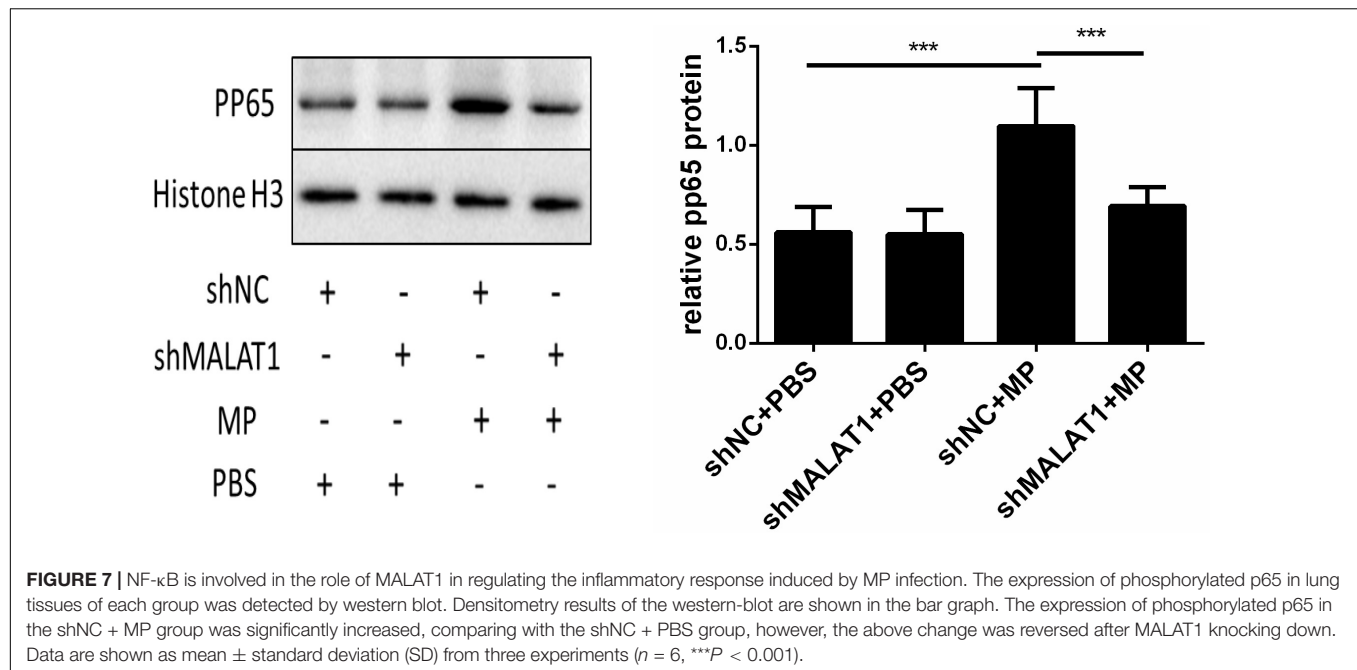 PP65
Histone H3
shNC + - + -
shMALAT1 - + - +
MP - - + +
PBS + + - -
*** ***
1.5
1.0
0.5
0.0
relative pp65 protein
shNC+PBS
shMALAT1+PBS
shNC+MP
shMALAT1+MP
FIGURE 7 | NF-κB is involved in the role of MALAT1 in regulating the inflammatory response induced by MP infection. The expression of phosphorylated p65 in lung
tissues of each group was detected by western blot. Densitometry results of the western-blot are shown in the bar graph. The expression of phosphorylated p65 in
the shNC + MP group was significantly increased, comparing with the shNC + PBS group, however, the above change was reversed after MALAT1 knocking down.
Data are shown as mean ± standard deviation (SD) from three experiments (n = 6, ***P < 0.001).